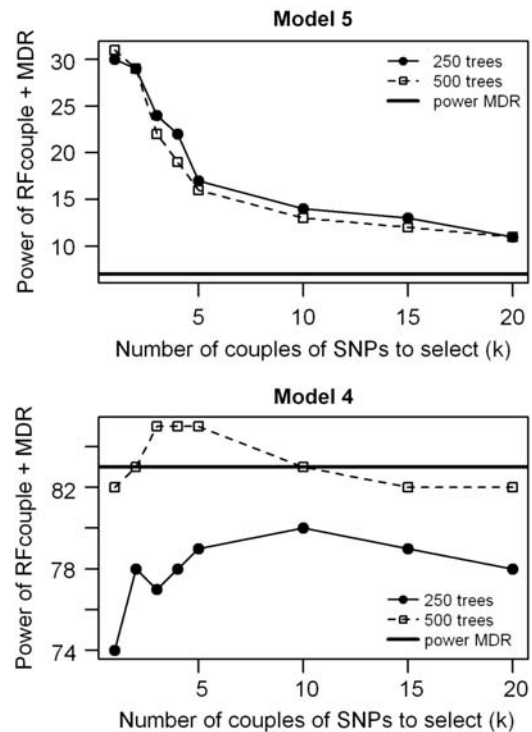 Model 5
Power of RFcouple + MDR
30
25
20
15
10
250 trees
500 trees
power MDR
5
10
15
20
Number of couples of SNPs to select (k)
Model 4
Power of RFcouple + MDR
82
78
74
250 trees
500 trees
power MDR
5
10
15
20
Number of couples of SNPs to select (k)